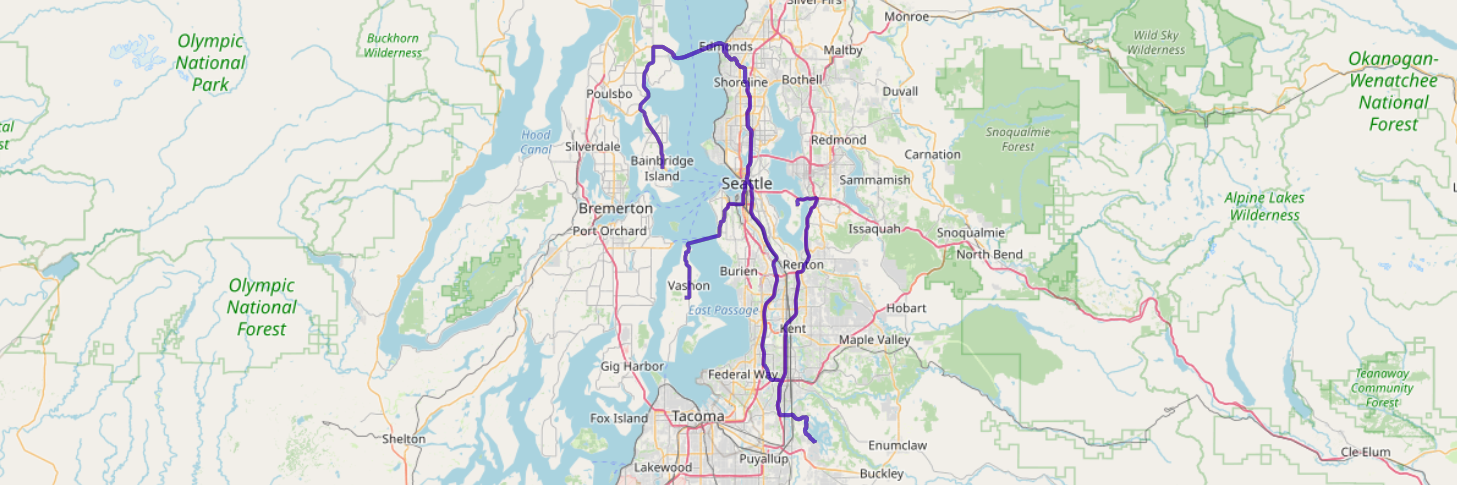 Silver Firs
Monroe
Olympic
National
Park
Buckhorn
Wilderness
Edmonds
Maltby
Wild Sky
Wilderness
Okanogan-
Wenatchee
National
Forest
Poulsbo
Shoreline
Bothell
Duvall
Hood
Canal
Silverdale
Redmond
Snoqualmie
Forest
Carnation
Bainbridge
Island
Seattle
Sammamish
Bremerton
Port Orchard
Issaquah
Snoqualmie
North Bend
Alpine Lakes
Wilderness
Burien
Renton
Vashon
East Passage
Olympic
National
Forest
Hobart
Kent
Maple Valley
Gig Harbor
Federal Way
Teanaway
Community
Forest
Fox Island
Tacoma
Shelton
Enumclaw
Cle Elum
Lakewood
Puyallup
Buckley